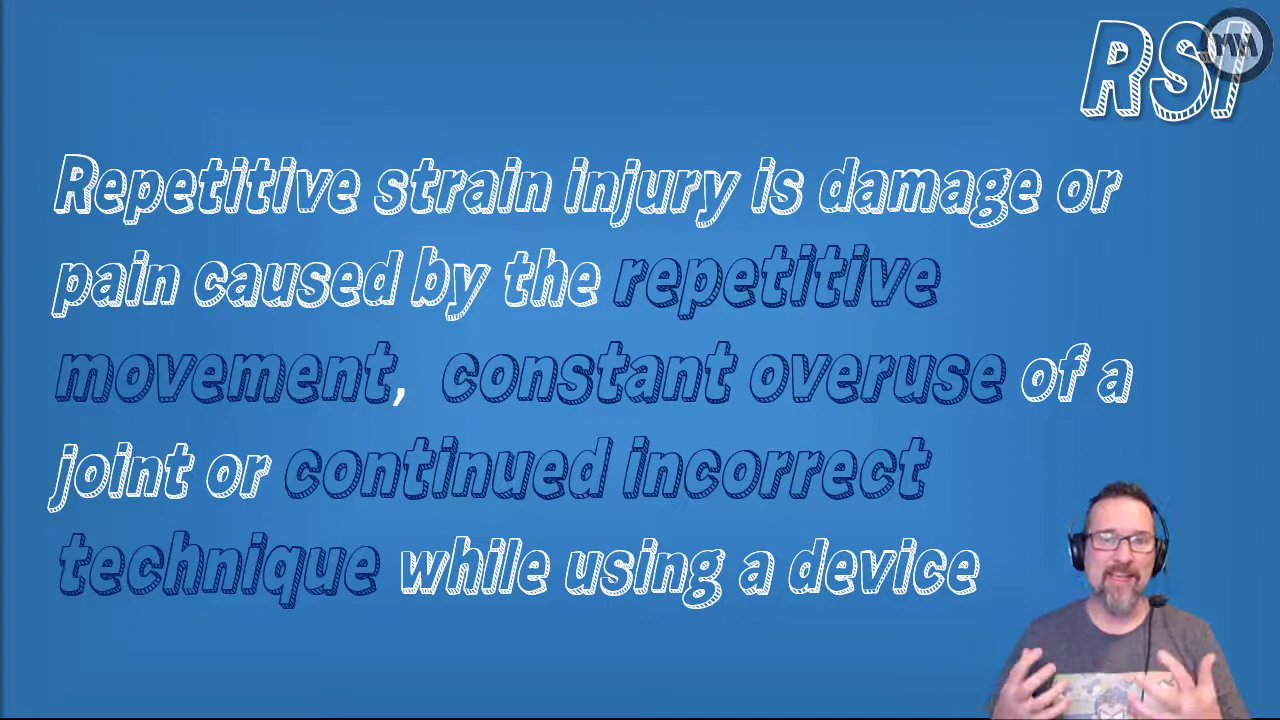 RSI
MM
Repetitive strain injury is damage or
pain caused by the repetitive
movement, constant overuse of a
joint or continued incorrect
technique while using a device